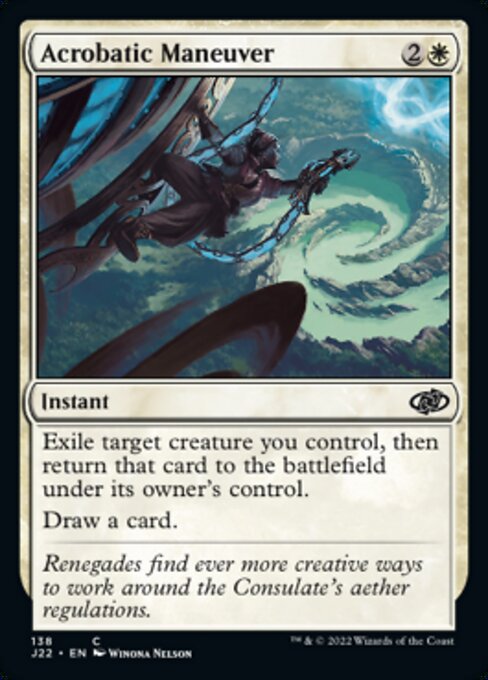 Acrobatic Maneuver 2
Instant
Exile target creature you control, then
return that card to the battlefield
under its owner's control.
Draw a card.
Renegades find ever more creative ways
to work around the Consulate's aether
regulations.
138 C
J22 • EN Winona Nelson
™ & © 2022 Wizards of the Coast